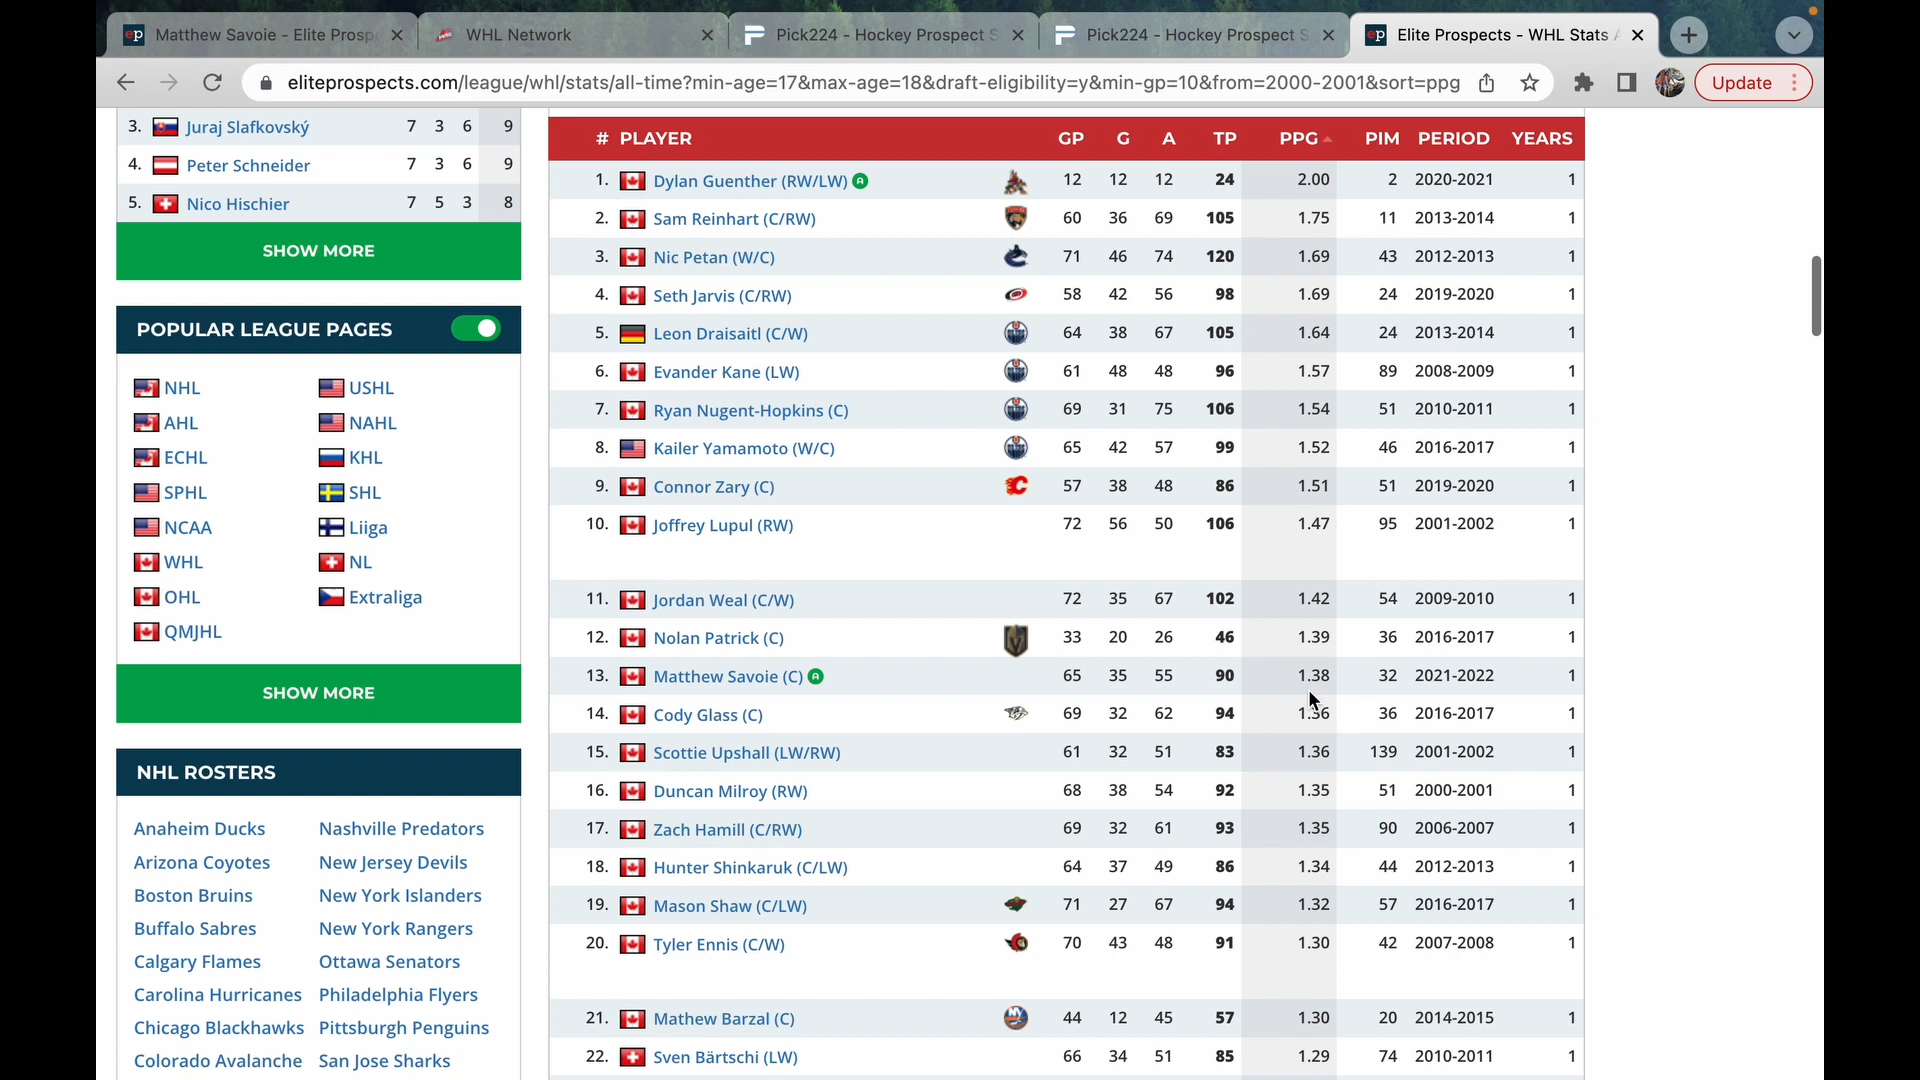 Matthew Savoie - Elite Prosp
WHL Network
Pick224 - Hockey Prospect S
Pick224 - Hockey Prospect S
Elite Prospects - WHL Stats A
eliteprospects.com/league/whl/stats/all-time?min-age=17&max-age=18&draft-eligibility=y&min-gp=10&from=2000-2001&sort=ppg
Update
3. Juraj Slafkovský 7 3 6 9
4. Peter Schneider 7 3 6 9
5. Nico Hischier 7 5 3 8
SHOW MORE
POPULAR LEAGUE PAGES
NHL USHL
AHL NAHL
ECHL KHL
SPHL SHL
NCAA Liiga
WHL NL
OHL Extraliga
QMJHL
SHOW MORE
NHL ROSTERS
Anaheim Ducks Nashville Predators
Arizona Coyotes New Jersey Devils
Boston Bruins New York Islanders
Buffalo Sabres New York Rangers
Calgary Flames Ottawa Senators
Carolina Hurricanes Philadelphia Flyers
Chicago Blackhawks Pittsburgh Penguins
Colorado Avalanche San Jose Sharks
# PLAYER GP G A TP PPG PIM PERIOD YEARS
1. Dylan Guenther (RW/LW) A 12 12 12 24 2.00 2 2020-2021 1
2. Sam Reinhart (C/RW) 60 36 69 105 1.75 11 2013-2014 1
3. Nic Petan (W/C) 71 46 74 120 1.69 43 2012-2013 1
4. Seth Jarvis (C/RW) 58 42 56 98 1.69 24 2019-2020 1
5. Leon Draisaitl (C/W) 64 38 67 105 1.64 24 2013-2014 1
6. Evander Kane (LW) 61 48 48 96 1.57 89 2008-2009 1
7. Ryan Nugent-Hopkins (C) 69 31 75 106 1.54 51 2010-2011 1
8. Kailer Yamamoto (W/C) 65 42 57 99 1.52 46 2016-2017 1
9. Connor Zary (C) 57 38 48 86 1.51 51 2019-2020 1
10. Joffrey Lupul (RW) 72 56 50 106 1.47 95 2001-2002 1
11. Jordan Weal (C/W) 72 35 67 102 1.42 54 2009-2010 1
12. Nolan Patrick (C) 33 20 26 46 1.39 36 2016-2017 1
13. Matthew Savoie (C) A 65 35 55 90 1.38 32 2021-2022 1
14. Cody Glass (C) 69 32 62 94 1.36 36 2016-2017 1
15. Scottie Upshall (LW/RW) 61 32 51 83 1.36 139 2001-2002 1
16. Duncan Milroy (RW) 68 38 54 92 1.35 51 2000-2001 1
17. Zach Hamill (C/RW) 69 32 61 93 1.35 90 2006-2007 1
18. Hunter Shinkaruk (C/LW) 64 37 49 86 1.34 44 2012-2013 1
19. Mason Shaw (C/LW) 71 27 67 94 1.32 57 2016-2017 1
20. Tyler Ennis (C/W) 70 43 48 91 1.30 42 2007-2008 1
21. Mathew Barzal (C) 44 12 45 57 1.30 20 2014-2015 1
22. Sven Bärtschi (LW) 66 34 51 85 1.29 74 2010-2011 1